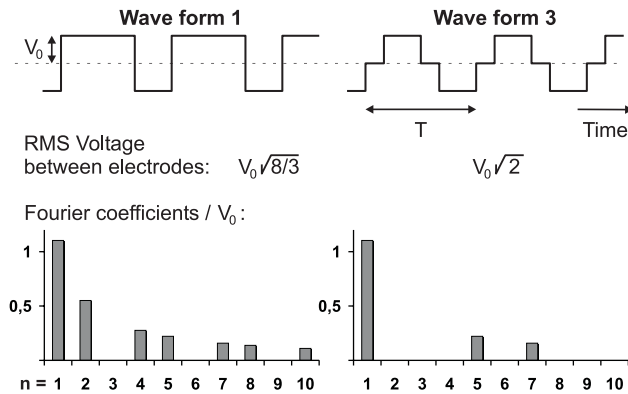 Wave form 1 Wave form 3
V₀
T Time
RMS Voltage
between electrodes: V₀√8/3 V₀√2
Fourier coefficients / V₀ :
1 1
0,5 0,5
n = 1 2 3 4 5 6 7 8 9 10 1 2 3 4 5 6 7 8 9 10